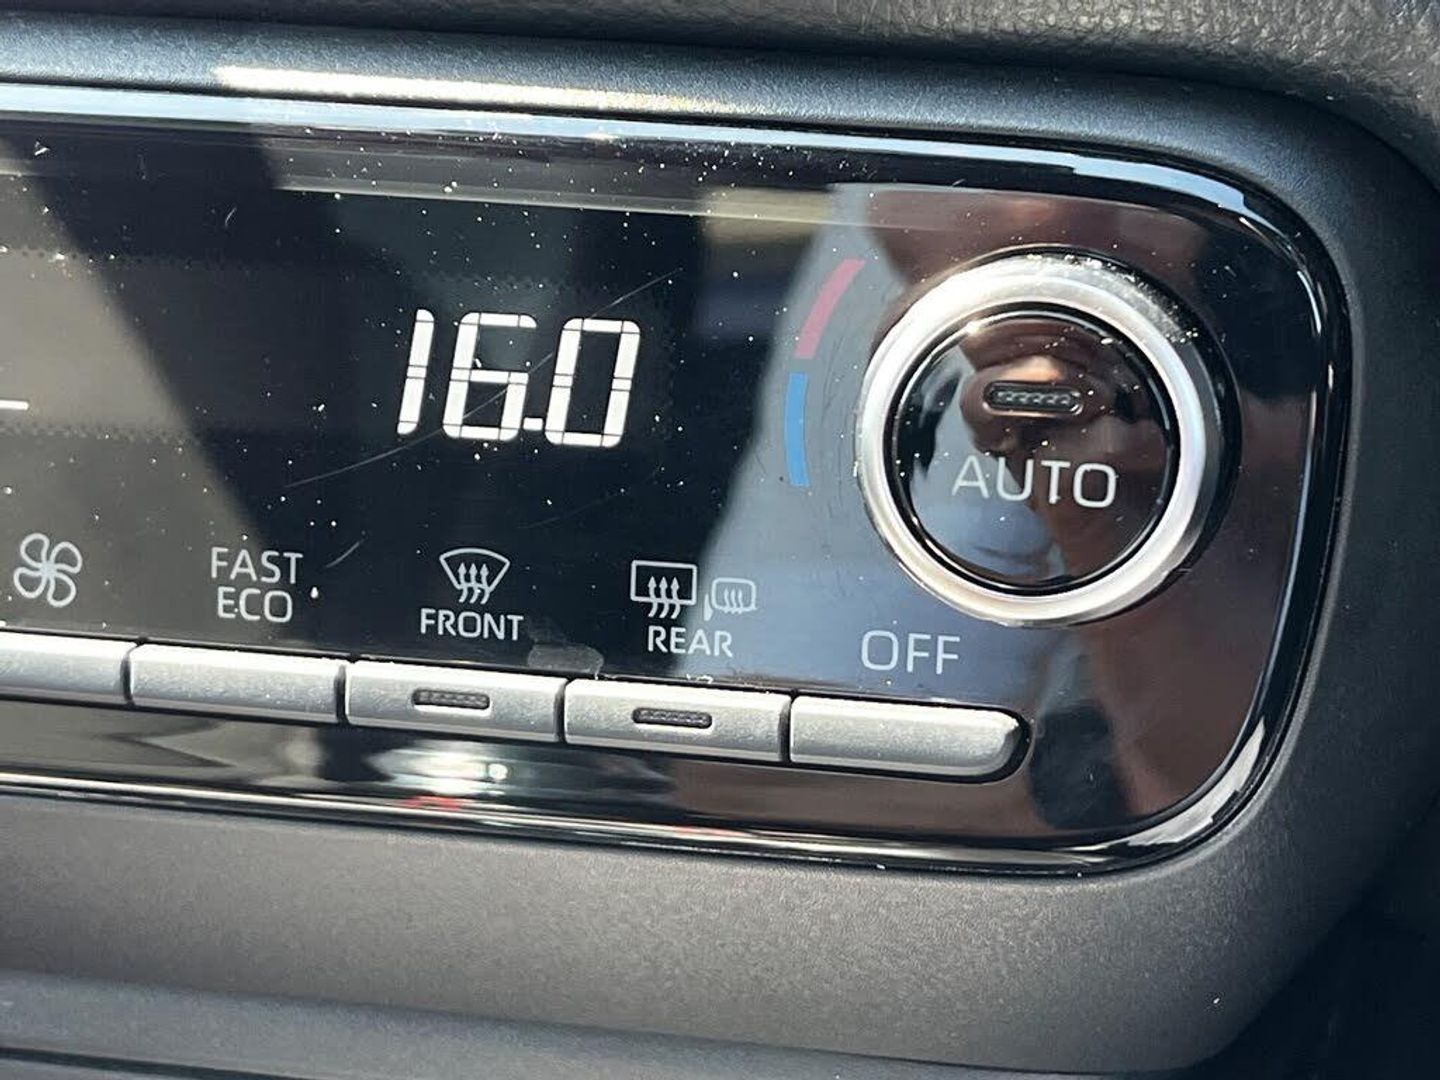 16.0
AUTO
FAST
ECO
FRONT
REAR
OFF